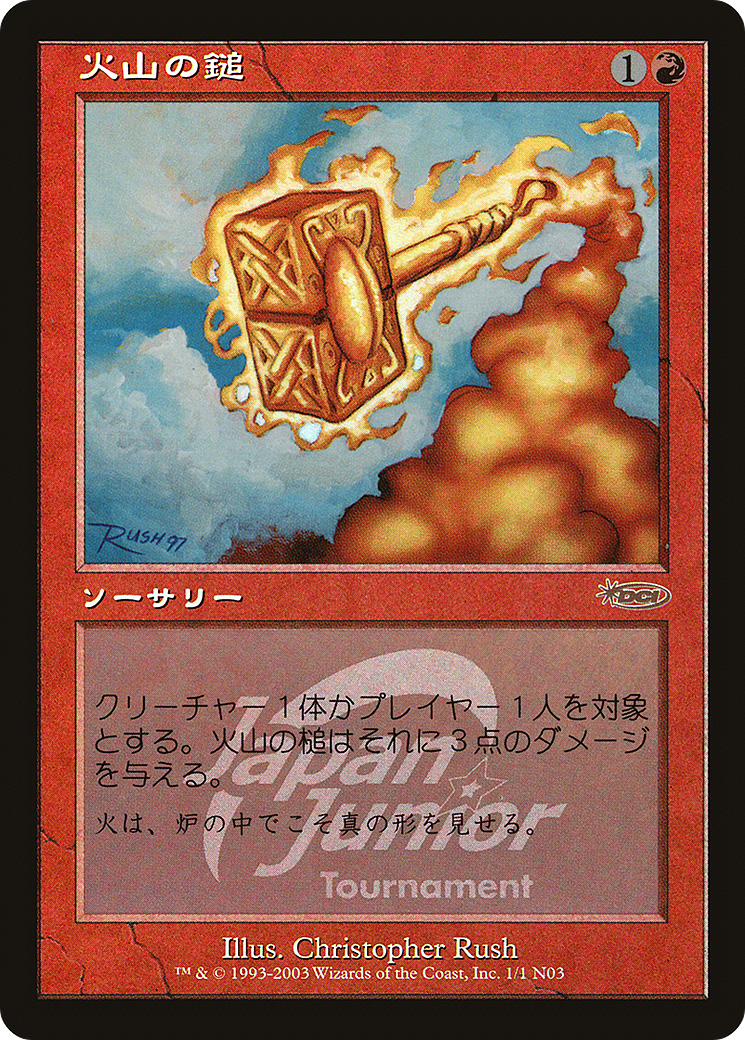 火山の鎚
1
RUSH 97
ソーサリー
DCI
クリーチャー１体かプレイヤー１人を対象
とする。火山の槌はそれに３点のダメージ
を与える。
火は、炉の中でこそ真の形を見せる。
Japan
Junior
Tournament
Illus. Christopher Rush
™ & © 1993-2003 Wizards of the Coast, Inc. 1/1 N03